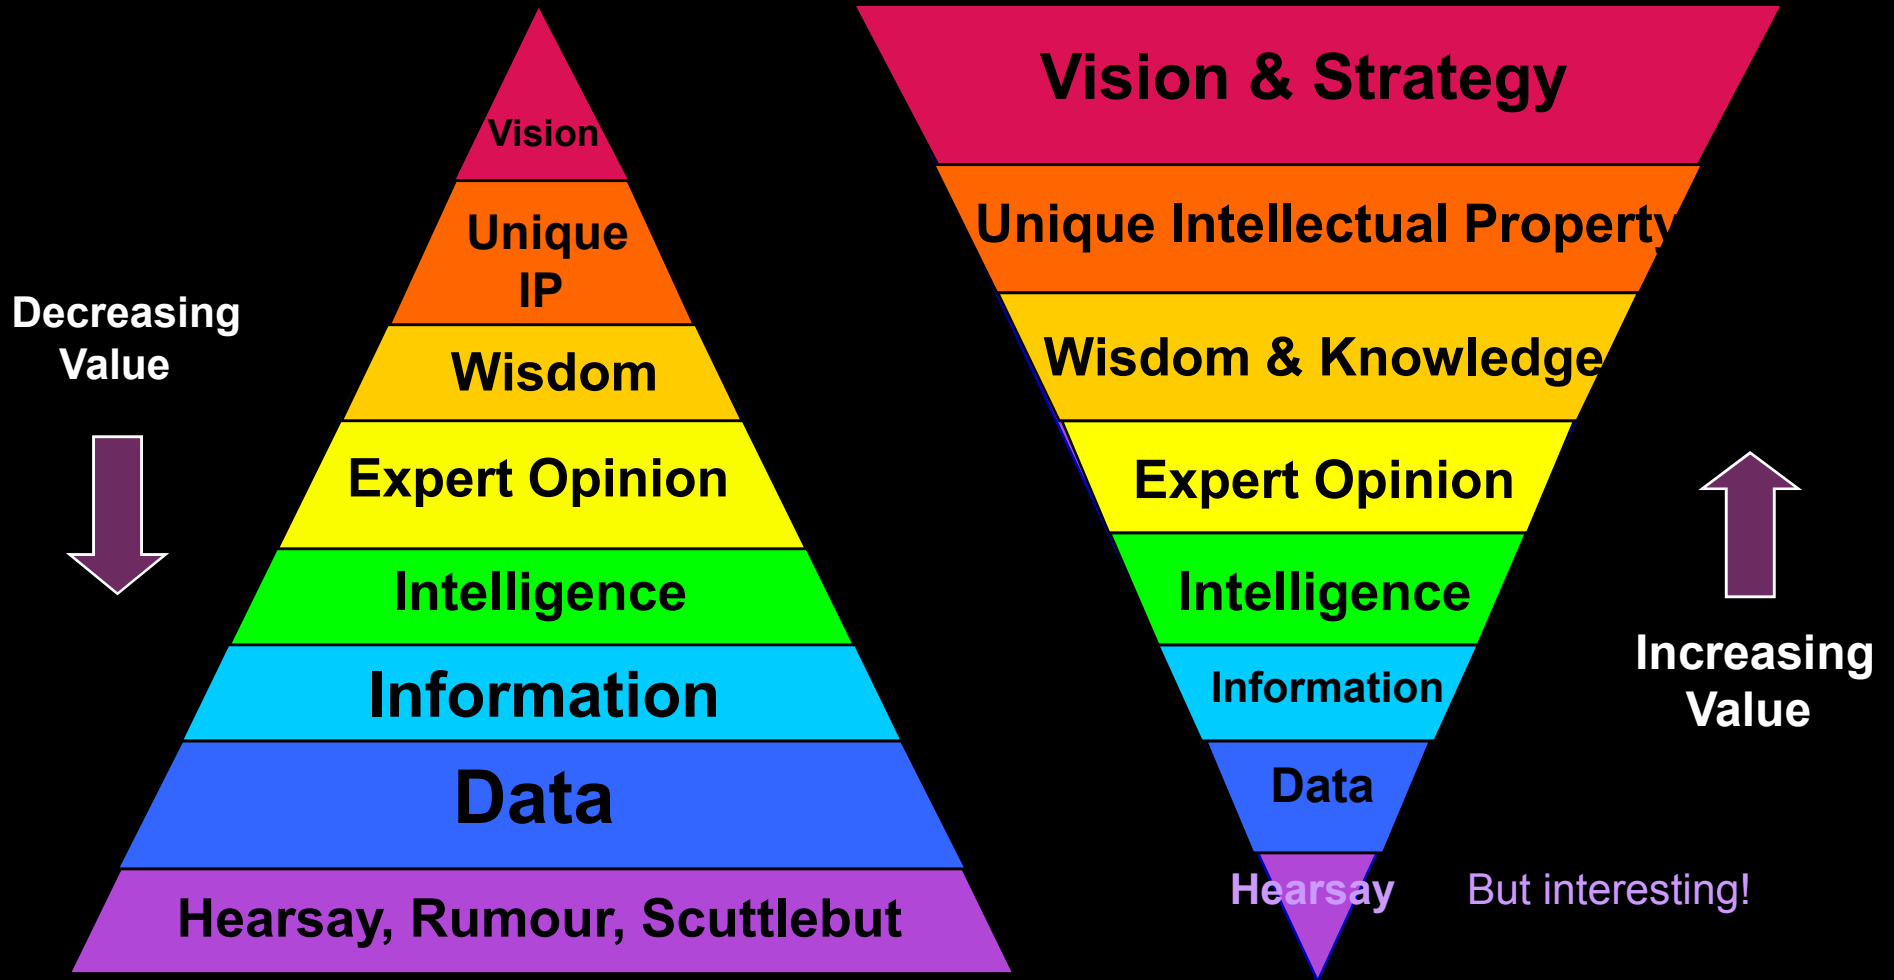 Vision
Unique
IP
Wisdom
Expert Opinion
Intelligence
Information
Data
Hearsay, Rumour, Scuttlebut
Decreasing
Value
Vision & Strategy
Unique Intellectual Property
Wisdom & Knowledge
Expert Opinion
Intelligence
Information
Data
Hearsay
But interesting!
Increasing
Value